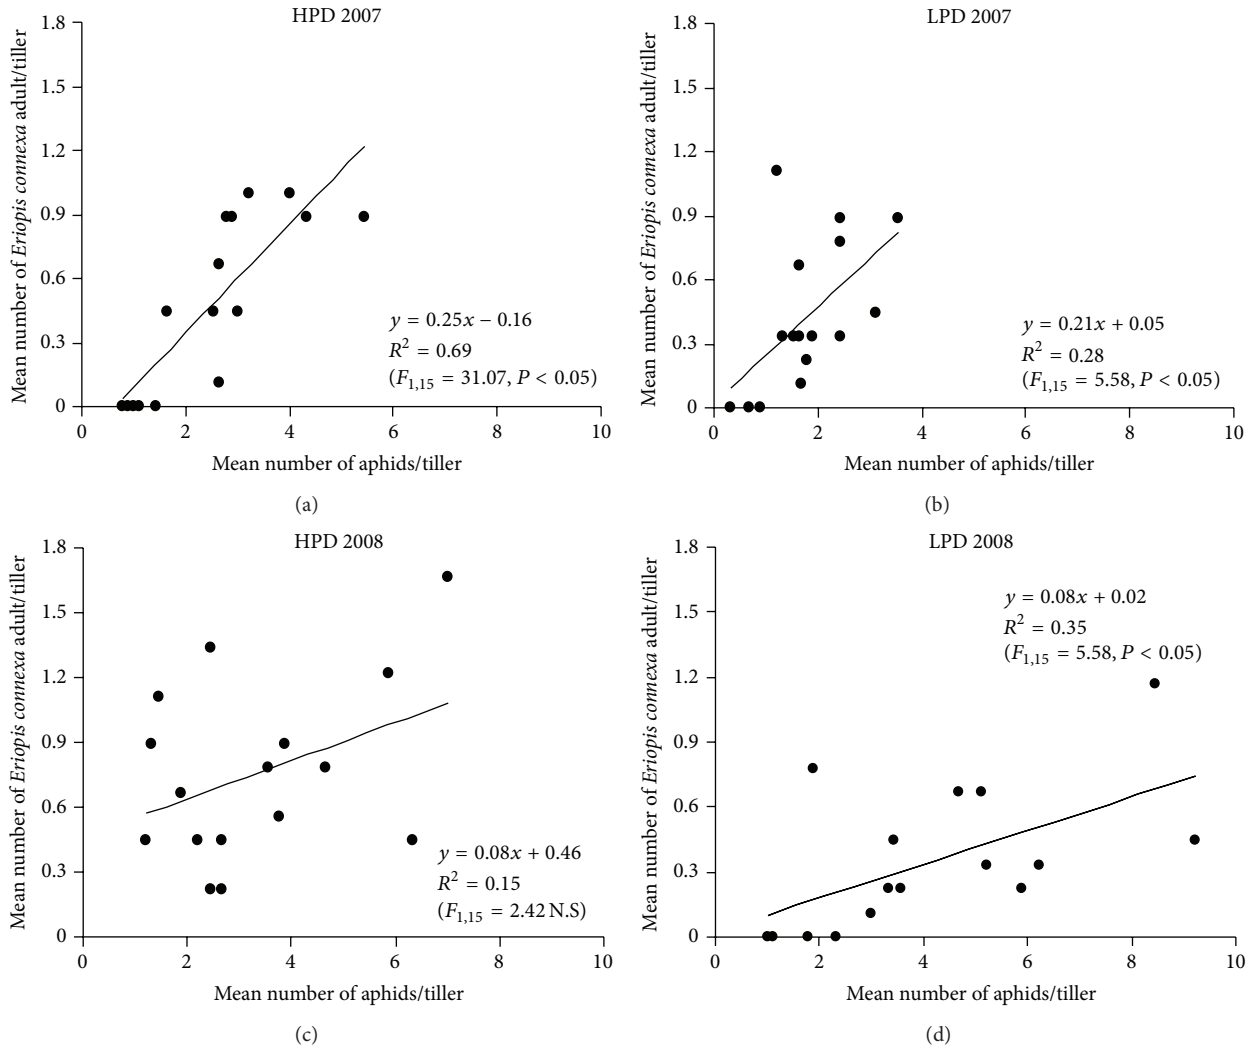 HPD 2007
Mean number of Eriopis connexa adult/tiller
1.8
1.5
1.2
0.9
0.6
0.3
0
y = 0.25x − 0.16
R² = 0.69
(F1,15 = 31.07, P < 0.05)
0 2 4 6 8 10
Mean number of aphids/tiller
(a)
LPD 2007
Mean number of Eriopis connexa adult/tiller
1.8
1.5
1.2
0.9
0.6
0.3
0
y = 0.21x + 0.05
R² = 0.28
(F1,15 = 5.58, P < 0.05)
0 2 4 6 8 10
Mean number of aphids/tiller
(b)
HPD 2008
Mean number of Eriopis connexa adult/tiller
1.8
1.5
1.2
0.9
0.6
0.3
0
y = 0.08x + 0.46
R² = 0.15
(F1,15 = 2.42 N.S)
0 2 4 6 8 10
Mean number of aphids/tiller
(c)
LPD 2008
Mean number of Eriopis connexa adult/tiller
1.8
1.5
1.2
0.9
0.6
0.3
0
y = 0.08x + 0.02
R² = 0.35
(F1,15 = 5.58, P < 0.05)
0 2 4 6 8 10
Mean number of aphids/tiller
(d)